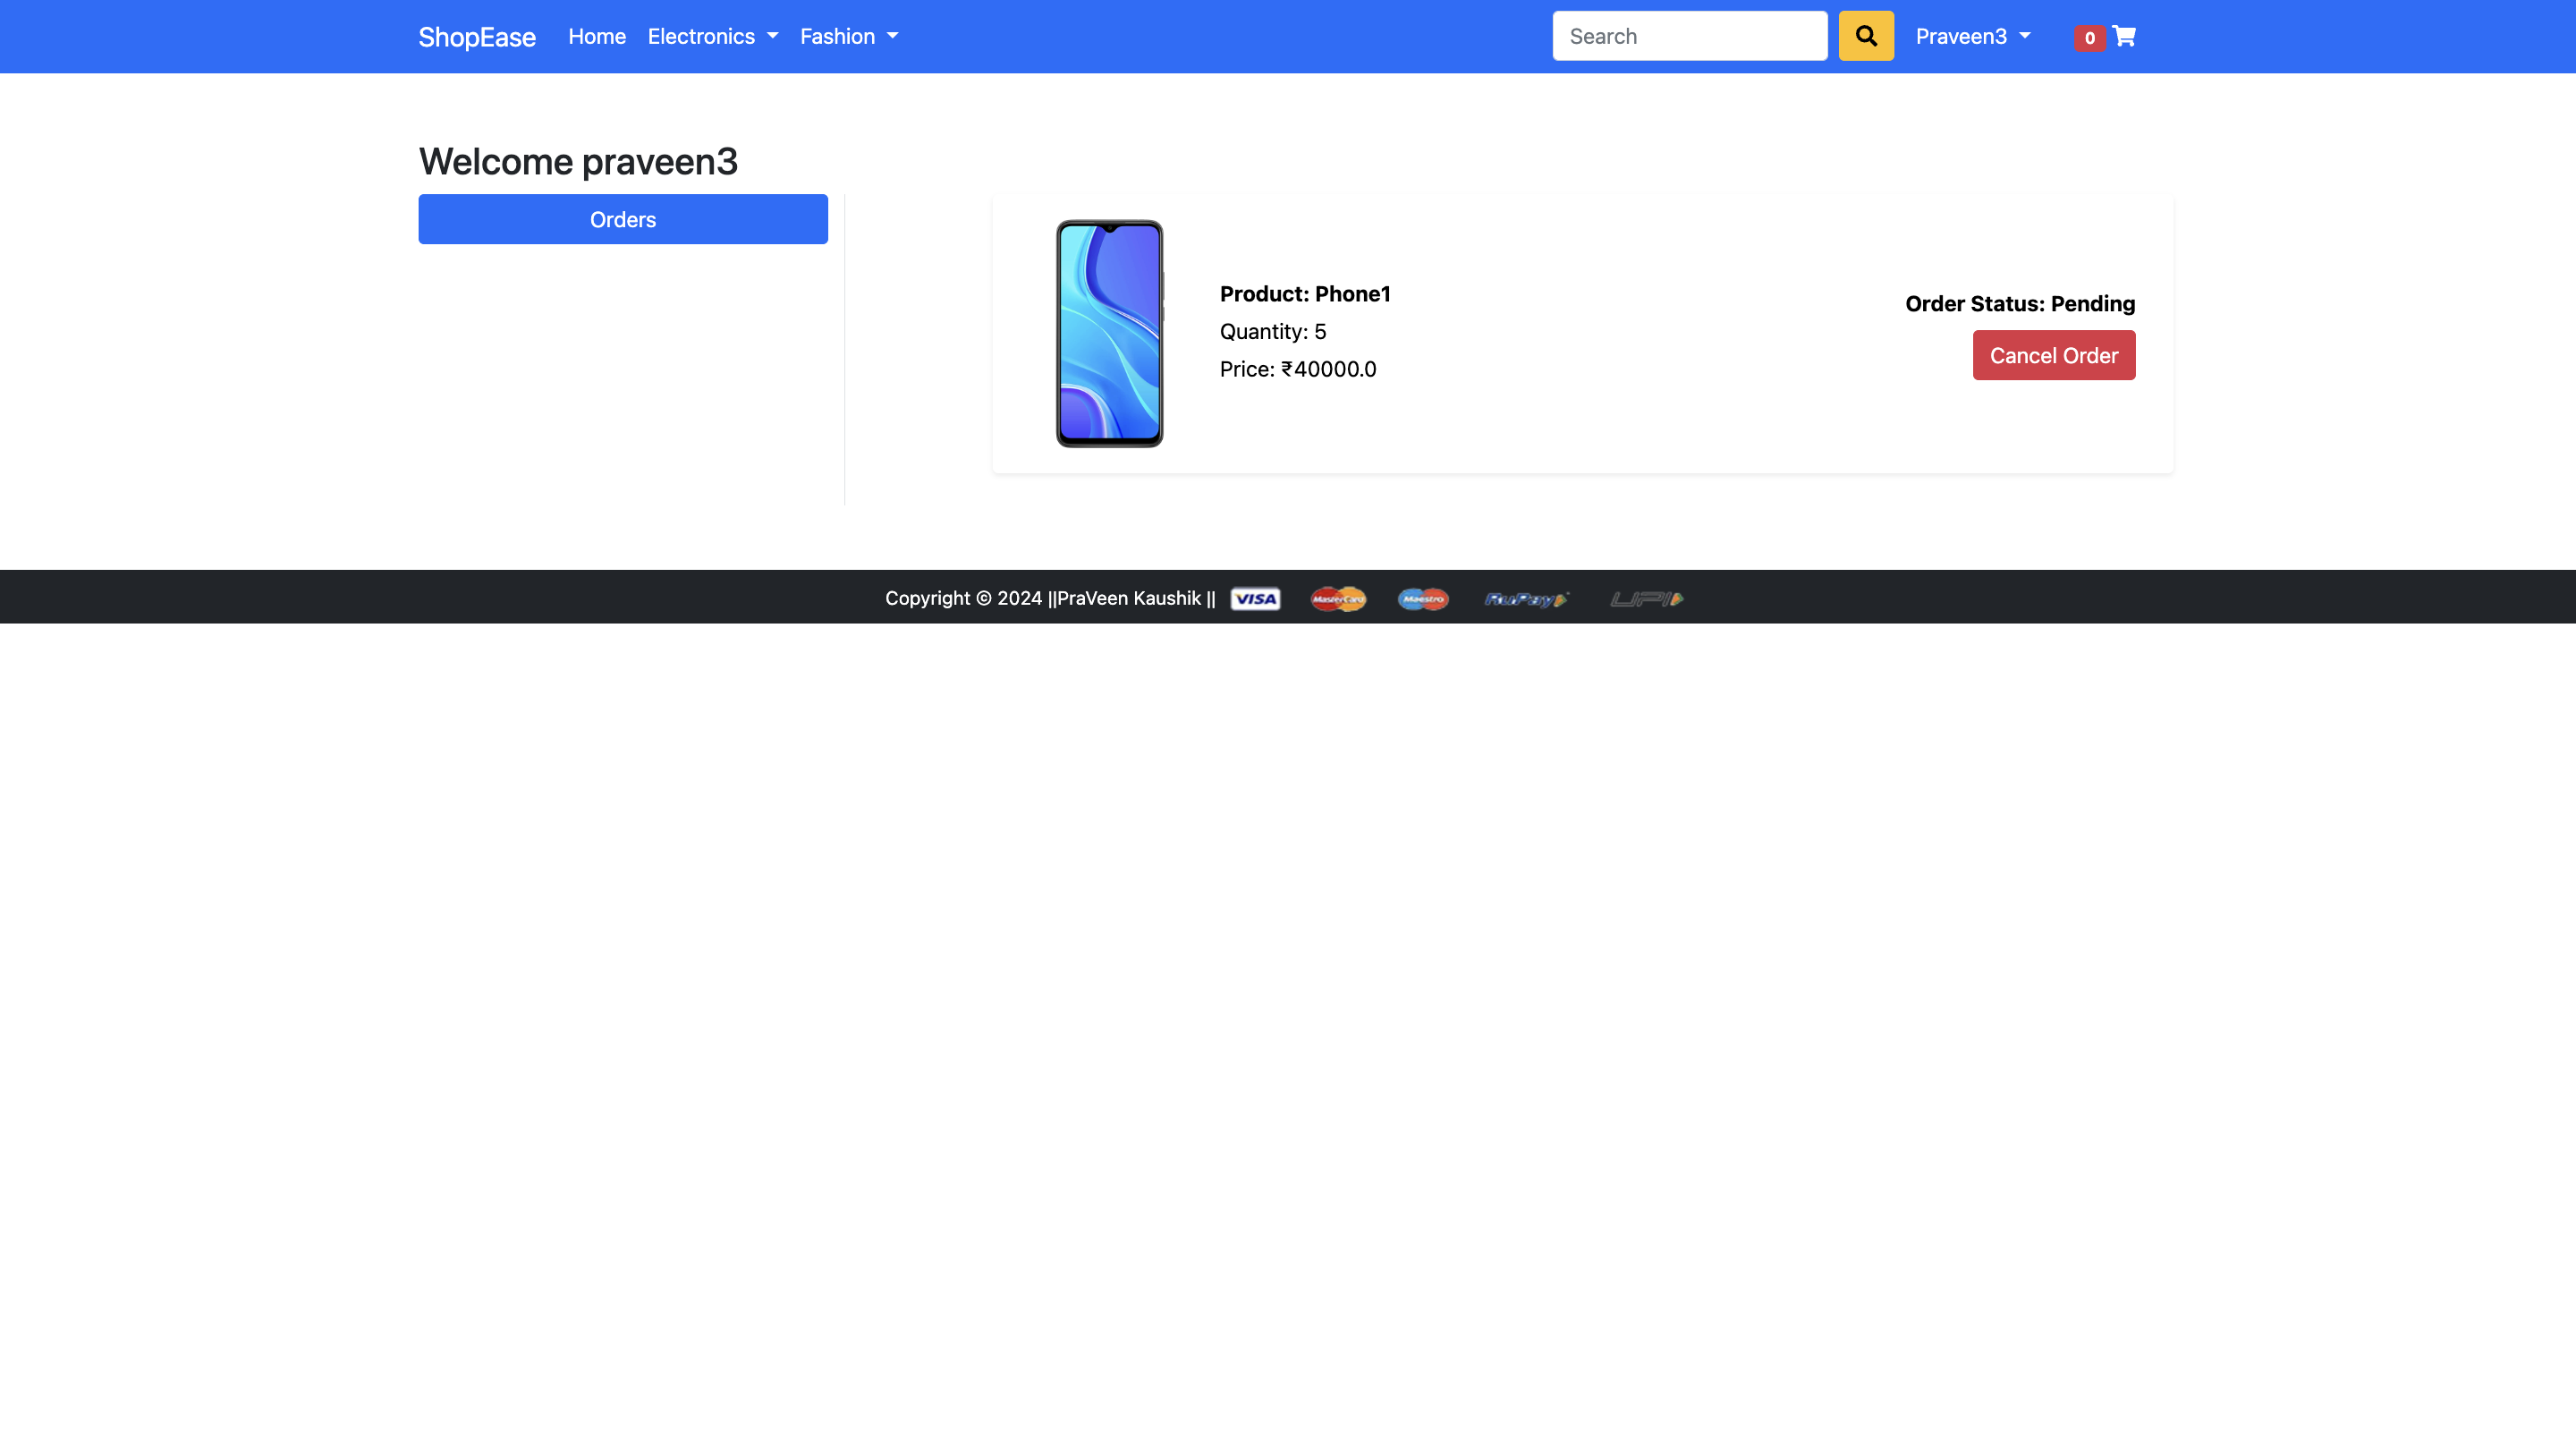 ShopEase Home Electronics Fashion Search Praveen3 0
Welcome praveen3
Orders
Product: Phone1
Quantity: 5
Price: ₹40000.0
Order Status: Pending
Cancel Order
Copyright © 2024 ||PraVeen Kaushik || VISA MasterCard Maestro RuPay UPI